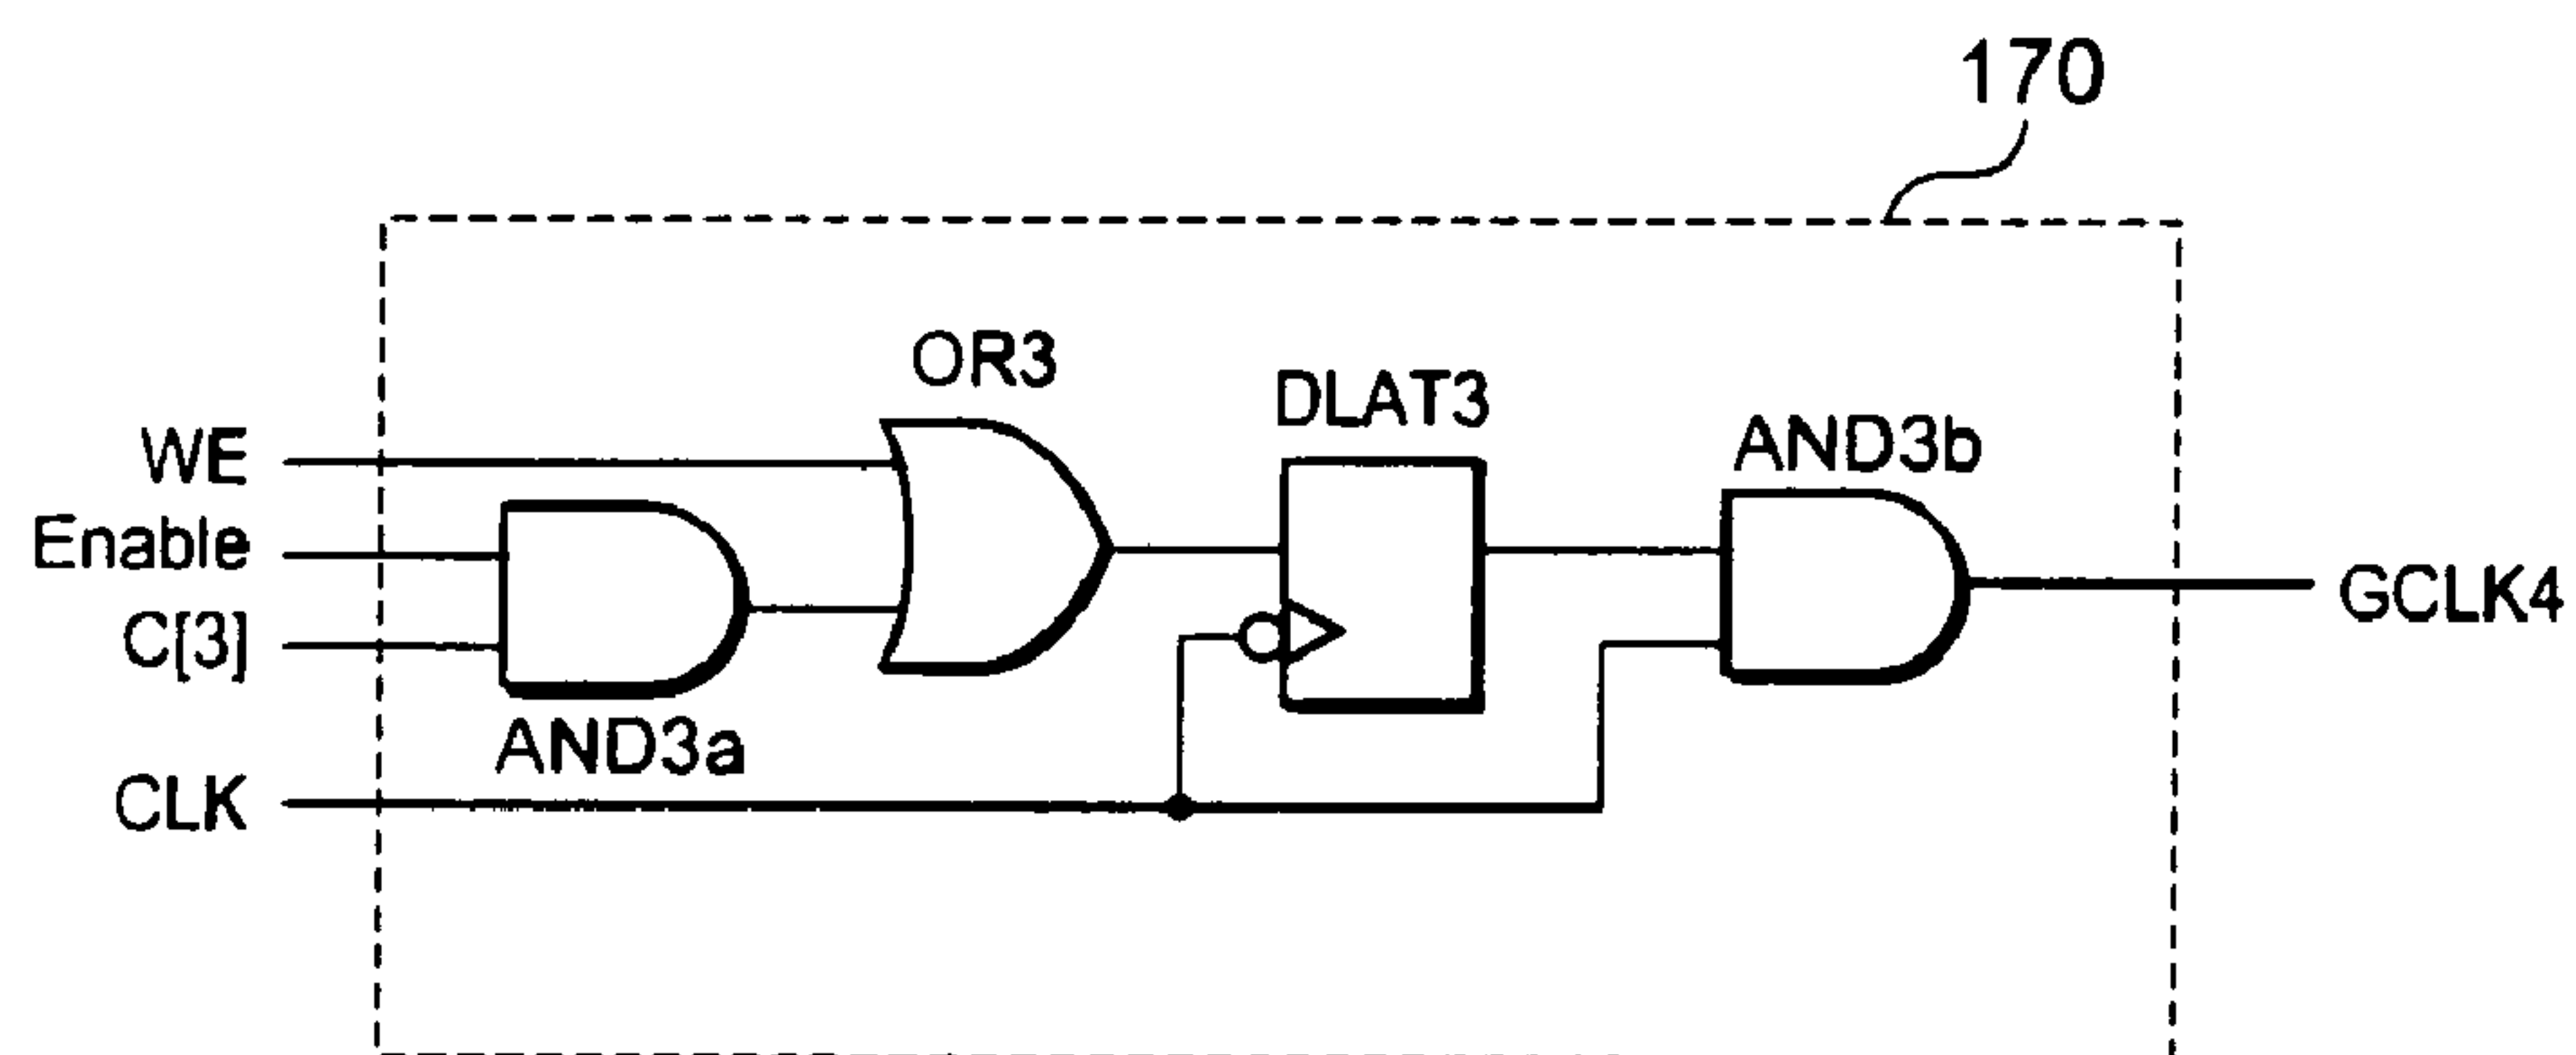 170
OR3
DLAT3
AND3b
WE
Enable
C[3]
AND3a
CLK
GCLK4